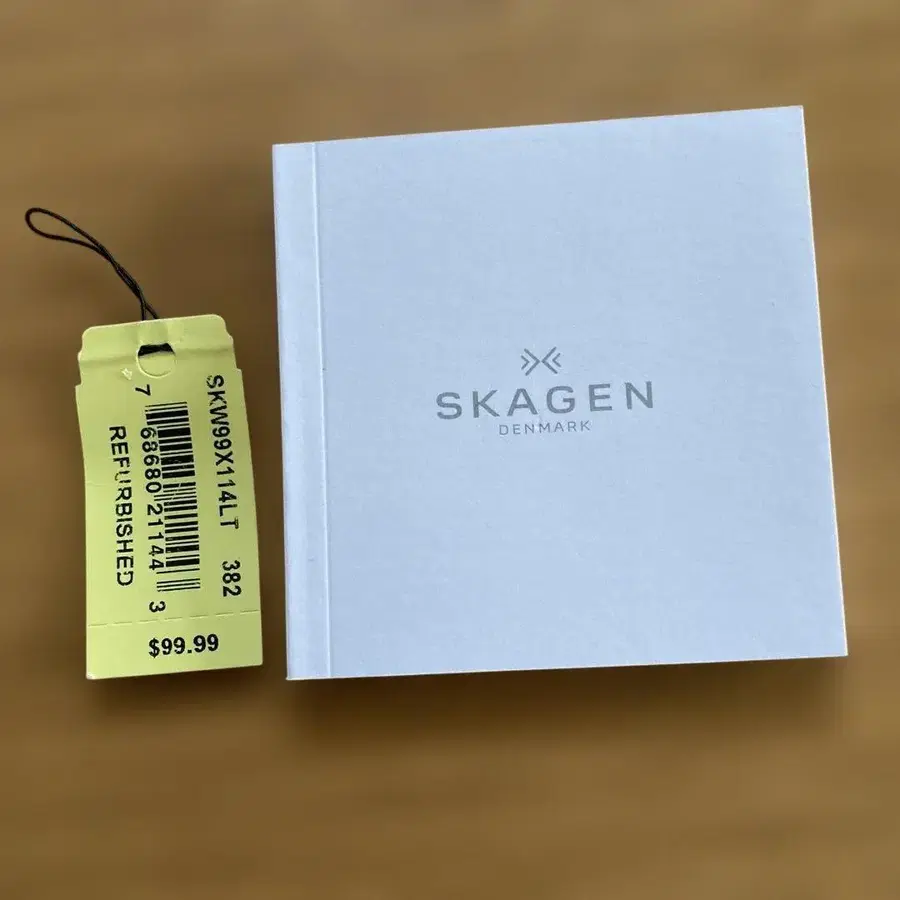 SKW99X114LT 382
7 68680 21144 3
REFURBISHED
$99.99
SKAGEN
DENMARK